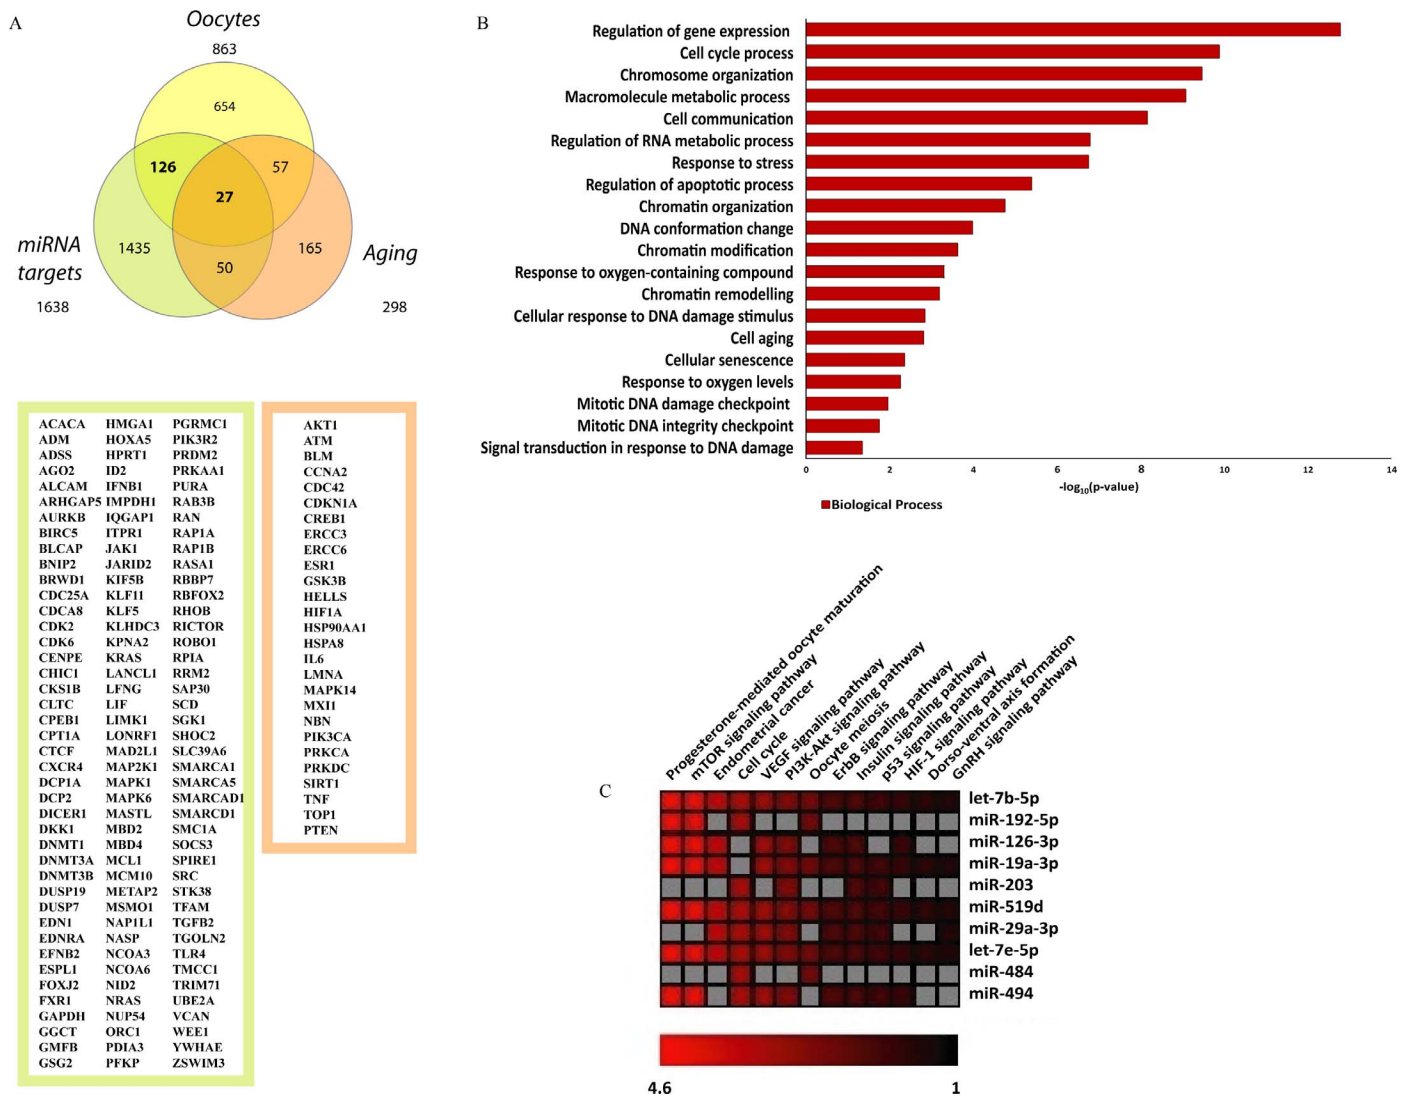 A
Oocytes
863
654
126
57
27
1435
165
50
miRNA
targets
1638
Aging
298
ACACA HMGA1 PGRMC1
ADM HOXA5 PIK3R2
ADSS HPRT1 PRDM2
AGO2 ID2 PRKAA1
ALCAM IFNB1 PURA
ARHGAP5 IMPDH1 RAB3B
AURKB IQGAP1 RAN
BIRC5 ITPR1 RAP1A
BLCAP JAK1 RAP1B
BNIP2 JARID2 RASA1
BRWD1 KIF5B RBBP7
CDC25A KLF11 RBFOX2
CDCA8 KLF5 RHOB
CDK2 KLHDC3 RICTOR
CDK6 KPNA2 ROBO1
CENPE KRAS RPIA
CHIC1 LANCL1 RRM2
CKS1B LFNG SAP30
CLTC LIF SCD
CPEB1 LIMK1 SGK1
CPT1A LONRF1 SHOC2
CTCF MAD2L1 SLC39A6
CXCR4 MAP2K1 SMARCA1
DCP1A MAPK1 SMARCA5
DCP2 MAPK6 SMARCAD1
DICER1 MASTL SMARCD1
DKK1 MBD2 SMC1A
DNMT1 MBD4 SOCS3
DNMT3A MCL1 SPIRE1
DNMT3B MCM10 SRC
DUSP19 METAP2 STK38
DUSP7 MSMO1 TFAM
EDN1 NAP1L1 TGFB2
EDNRA NASP TGOLN2
EFNB2 NCOA3 TLR4
ESPL1 NCOA6 TMCC1
FOXJ2 NID2 TRIM71
FXR1 NRAS UBE2A
GAPDH NUP54 VCAN
GGCT ORC1 WEE1
GMFB PDIA3 YWHAE
GSG2 PFKP ZSWIM3
AKT1
ATM
BLM
CCNA2
CDC42
CDKN1A
CREB1
ERCC3
ERCC6
ESR1
GSK3B
HELLS
HIF1A
HSP90AA1
HSPA8
IL6
LMNA
MAPK14
MXI1
NBN
PIK3CA
PRKCA
PRKDC
SIRT1
TNF
TOP1
PTEN
B
Regulation of gene expression
Cell cycle process
Chromosome organization
Macromolecule metabolic process
Cell communication
Regulation of RNA metabolic process
Response to stress
Regulation of apoptotic process
Chromatin organization
DNA conformation change
Chromatin modification
Response to oxygen-containing compound
Chromatin remodelling
Cellular response to DNA damage stimulus
Cell aging
Cellular senescence
Response to oxygen levels
Mitotic DNA damage checkpoint
Mitotic DNA integrity checkpoint
Signal transduction in response to DNA damage
0 2 4 6 8 10 12 14
-log10(p-value)
Biological Process
C
Progesterone-mediated oocyte maturation
mTOR signaling pathway
Endometrial cancer
Cell cycle
VEGF signaling pathway
PI3K-Akt signaling pathway
Oocyte meiosis
ErbB signaling pathway
Insulin signaling pathway
p53 signaling pathway
HIF-1 signaling pathway
Dorso-ventral axis formation
GnRH signaling pathway
let-7b-5p
miR-192-5p
miR-126-3p
miR-19a-3p
miR-203
miR-519d
miR-29a-3p
let-7e-5p
miR-484
miR-494
4.6 1